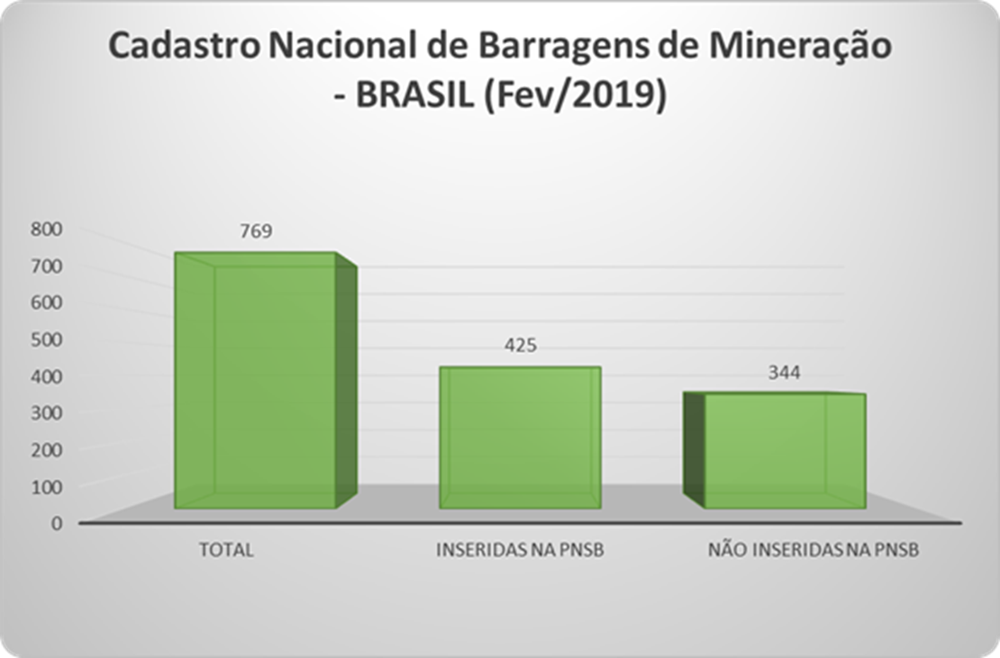 Cadastro Nacional de Barragens de Mineração
- BRASIL (Fev/2019)
800
700
600
500
400
300
200
100
0
769
425
344
TOTAL
INSERIDAS NA PNSB
NÃO INSERIDAS NA PNSB